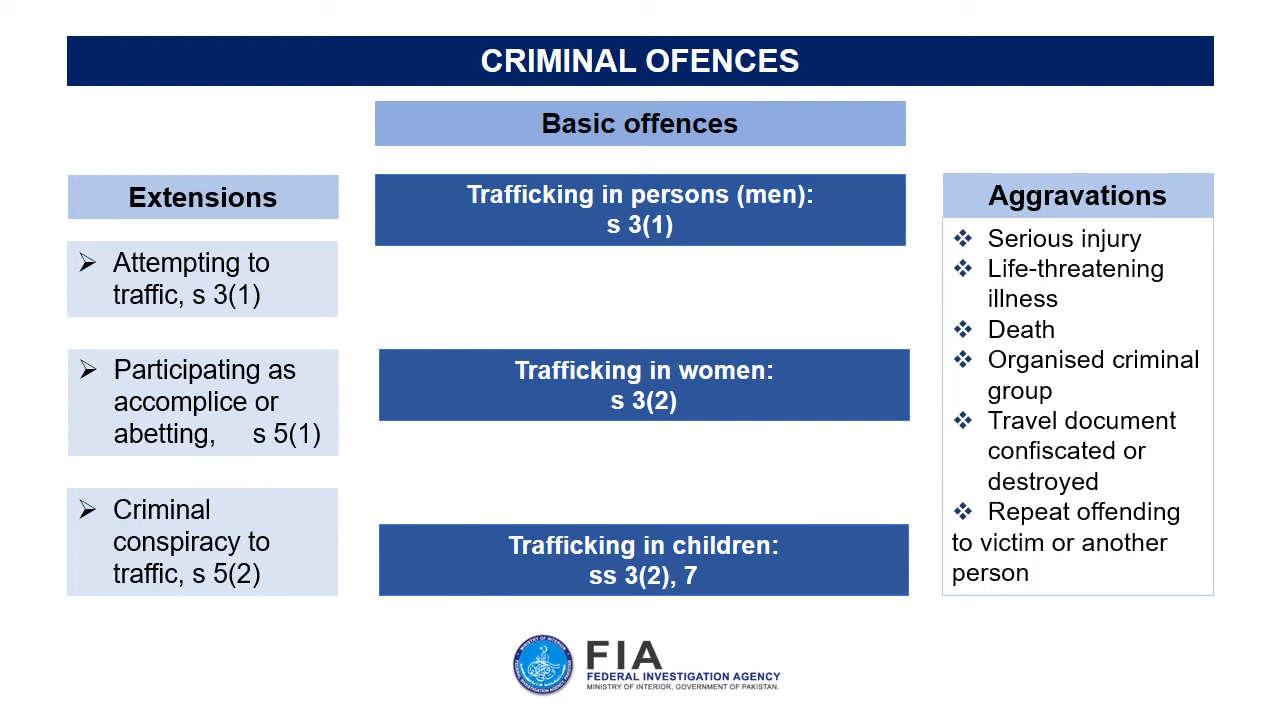 CRIMINAL OFENCES
Basic offences
Extensions
➢ Attempting to
traffic, s 3(1)
➢ Participating as
accomplice or
abetting, s 5(1)
➢ Criminal
conspiracy to
traffic, s 5(2)
Trafficking in persons (men):
s 3(1)
Trafficking in women:
s 3(2)
Trafficking in children:
ss 3(2), 7
Aggravations
❖ Serious injury
❖ Life-threatening
illness
❖ Death
❖ Organised criminal
group
❖ Travel document
confiscated or
destroyed
❖ Repeat offending
to victim or another
person
FIA
FEDERAL INVESTIGATION AGENCY
MINISTRY OF INTERIOR, GOVERNMENT OF PAKISTAN.